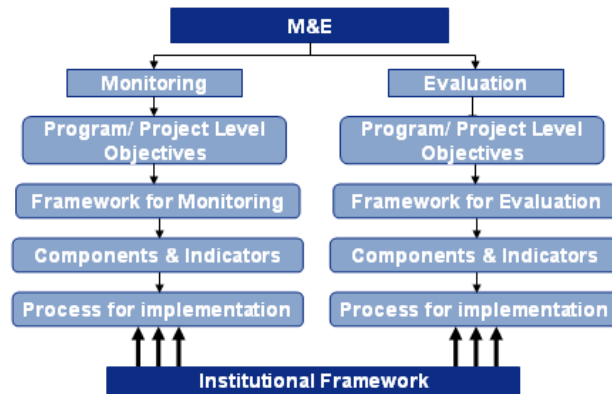 M&E
Monitoring
Evaluation
Program/ Project Level
Objectives
Program/ Project Level
Objectives
Framework for Monitoring
Framework for Evaluation
Components & Indicators
Components & Indicators
Process for implementation
Process for implementation
Institutional Framework